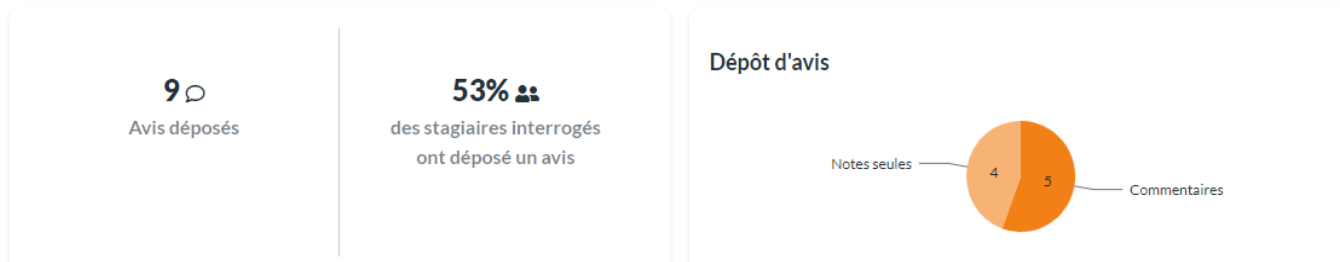 9
Avis déposés
53%
des stagiaires interrogés
ont déposé un avis
Dépôt d'avis
Notes seules
4
5
Commentaires